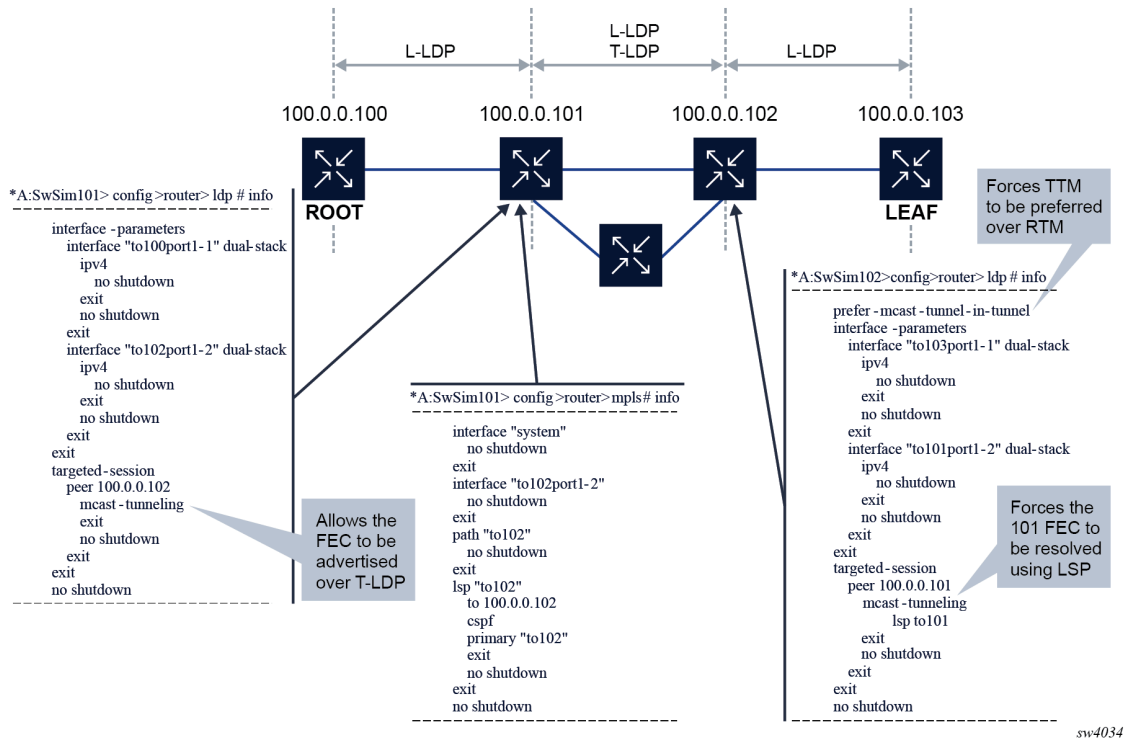 L-LDP
L-LDP
T-LDP
L-LDP
100.0.0.100
100.0.0.101
100.0.0.102
100.0.0.103
ROOT
LEAF
*A:SwSim101> config>router> ldp # info
interface -parameters
interface "to100port1-1" dual-stack
ipv4
no shutdown
exit
no shutdown
exit
interface "to102port1-2" dual-stack
ipv4
no shutdown
exit
no shutdown
exit
exit
targeted-session
peer 100.0.0.102
mcast-tunneling
exit
no shutdown
exit
exit
no shutdown
Allows the
FEC to be
advertised
over T-LDP
*A:SwSim101> config>router>mpls# info
interface "system"
no shutdown
exit
interface "to102port1-2"
no shutdown
exit
path "to102"
no shutdown
exit
lsp "to102"
to 100.0.0.102
cspf
primary "to102"
exit
no shutdown
exit
no shutdown
Forces TTM
to be preferred
over RTM
*A:SwSim102>config>router> ldp # info
prefer-mcast-tunnel-in-tunnel
interface -parameters
interface "to103port1-1" dual-stack
ipv4
no shutdown
exit
no shutdown
exit
interface "to101port1-2" dual-stack
ipv4
no shutdown
exit
no shutdown
exit
exit
targeted-session
peer 100.0.0.101
mcast-tunneling
lsp to101
exit
no shutdown
exit
exit
no shutdown
Forces the
101 FEC to
be resolved
using LSP
sw4034